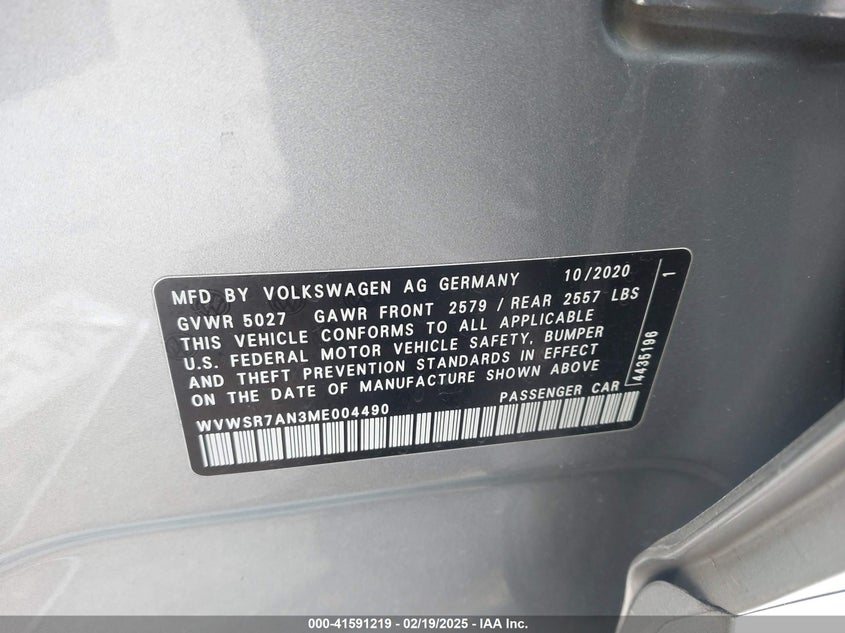 MFD BY VOLKSWAGEN AG GERMANY 10/2020
GVWR 5027 GAWR FRONT 2579 / REAR 2557 LBS
THIS VEHICLE CONFORMS TO ALL APPLICABLE
U.S. FEDERAL MOTOR VEHICLE SAFETY, BUMPER
AND THEFT PREVENTION STANDARDS IN EFFECT
ON THE DATE OF MANUFACTURE SHOWN ABOVE
PASSENGER CAR
WVWSR7AN3ME004490
4435196
1
000-41591219 - 02/19/2025 - IAA Inc.